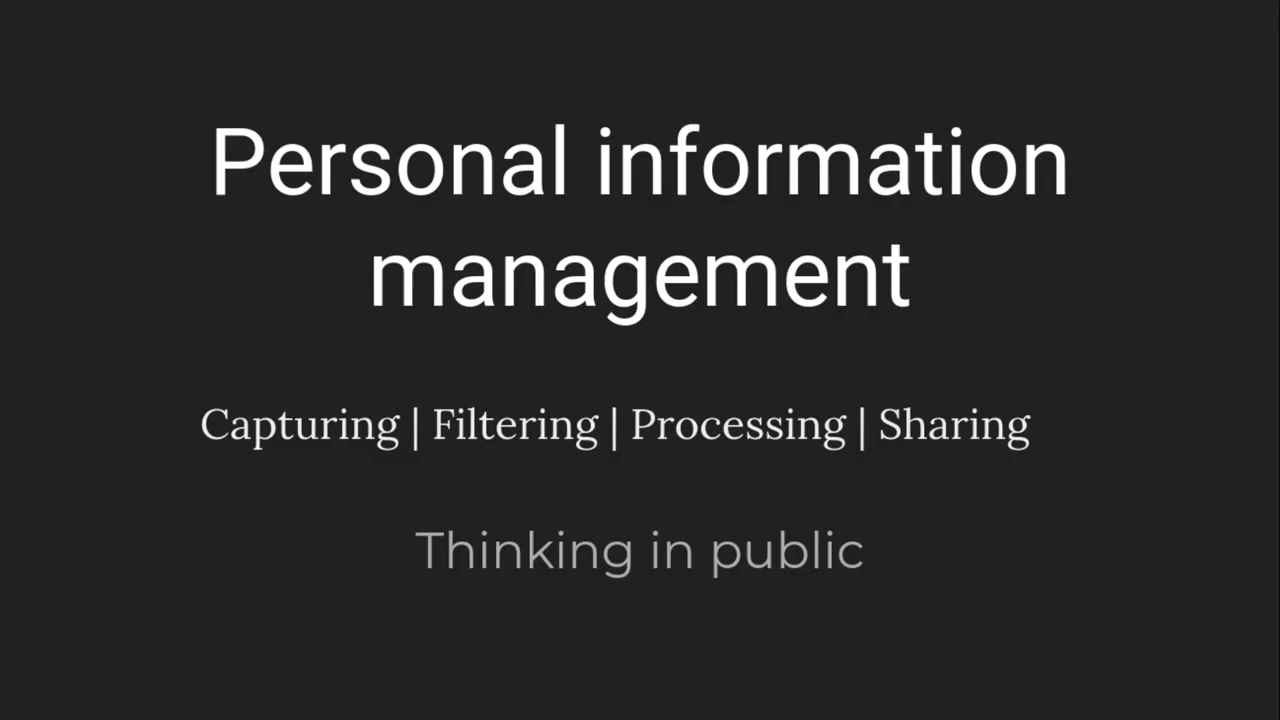 Personal information
management
Capturing | Filtering | Processing | Sharing
Thinking in public